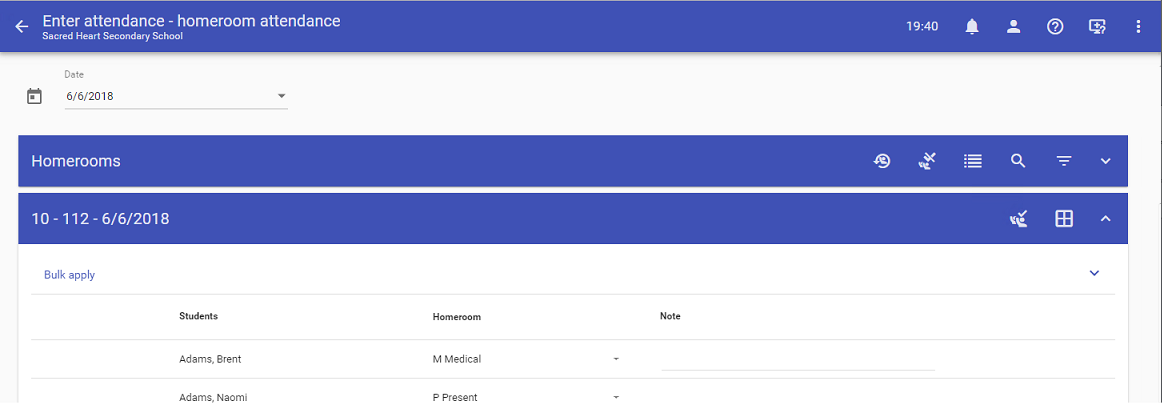 Enter attendance - homeroom attendance
Sacred Heart Secondary School
19:40
Date
6/6/2018
Homerooms
10 - 112 - 6/6/2018
Bulk apply
Students Homeroom Note
Adams, Brent M Medical
Adams, Naomi P Present